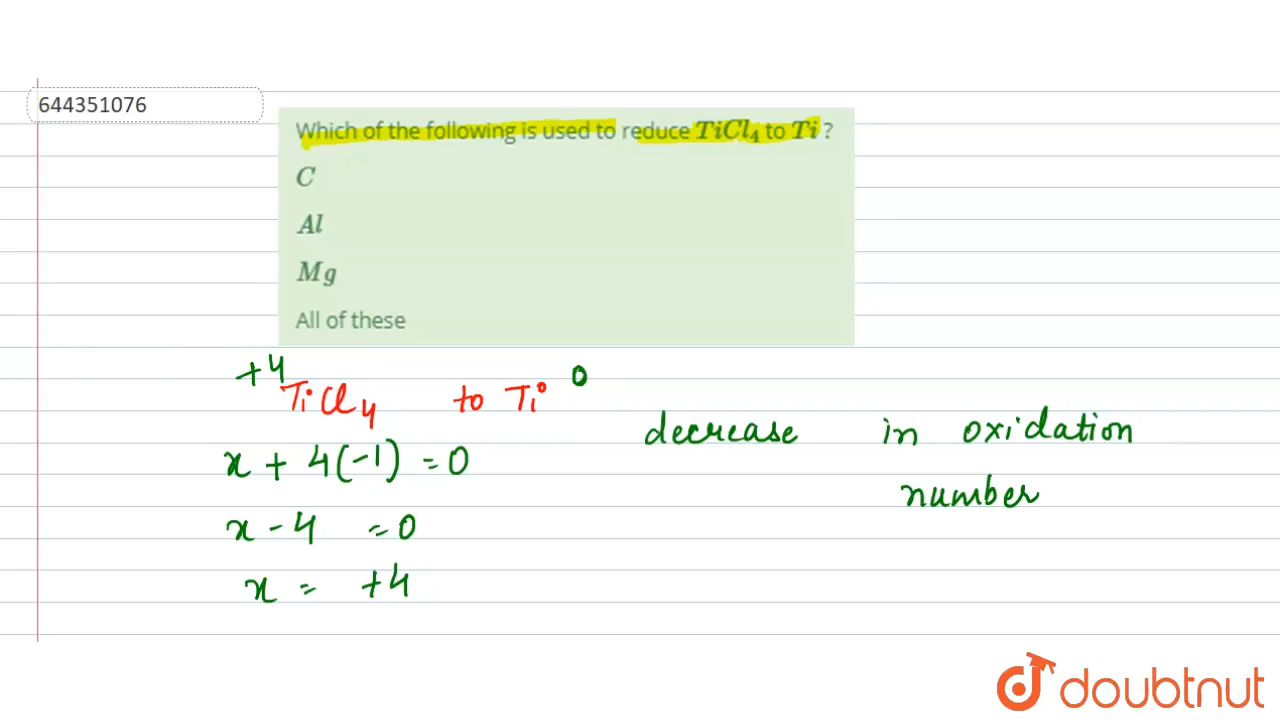 644351076
Which of the following is used to reduce TiCl₄ to Ti ?
C
Al
Mg
All of these
+4 0
TiCl₄ to Ti°
decrease in oxidation
x + 4(-1) = 0
number
x - 4 = 0
x = +4
doubtnut